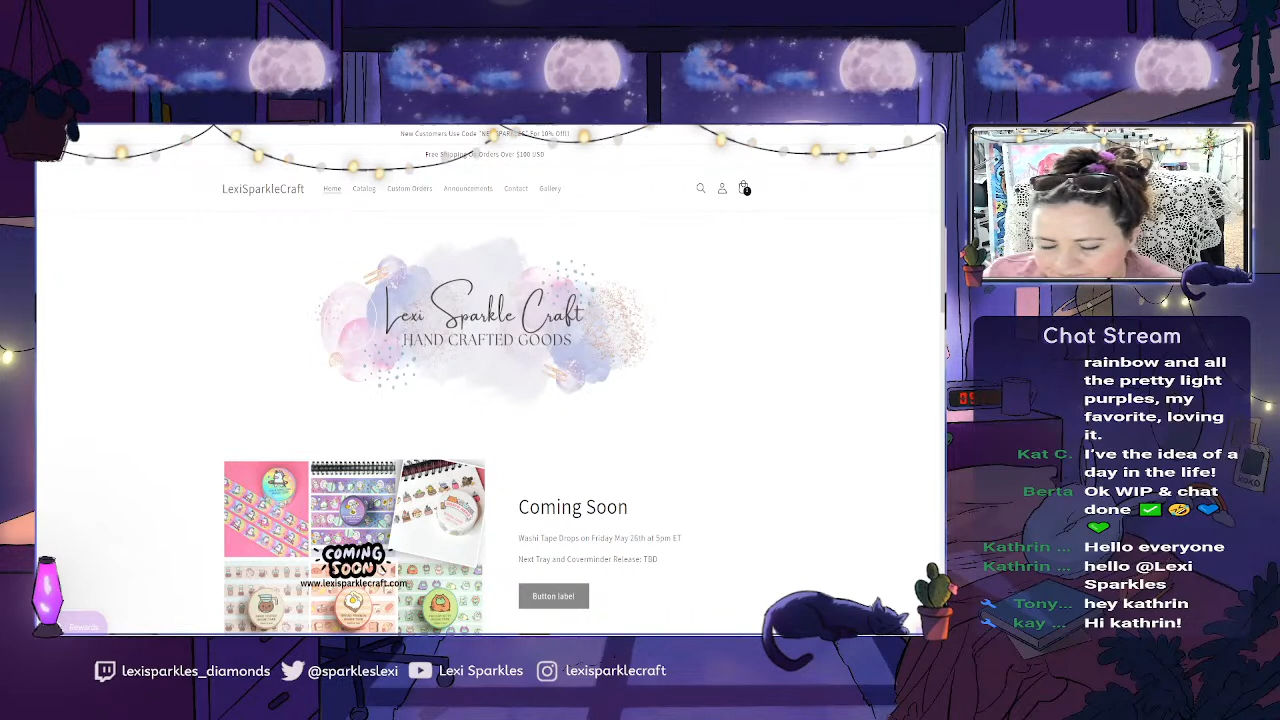 New Customers Use Code "NEWSPARKLES" For 10% Off!!
Free Shipping On Orders Over $100 USD
LexiSparkleCraft
Home
Catalog
Custom Orders
Announcements
Contact
Gallery
Lexi Sparkle Craft
HAND CRAFTED GOODS
COMING SOON
www.lexisparklecraft.com
Coming Soon
Washi Tape Drops on Friday May 26th at 5pm ET
Next Tray and Coverminder Release: TBD
Button label
Rewards
Chat Stream
rainbow and all
the pretty light
purples, my
favorite, loving
it.
Kat C. I've the idea of a
day in the life!
Berta Ok WIP & chat
done
Kathrin ... Hello everyone
Kathrin ... hello @Lexi
Sparkles
Tony... hey kathrin
kay ... Hi kathrin!
lexisparkles_diamonds
@sparkleslexi
Lexi Sparkles
lexisparklecraft